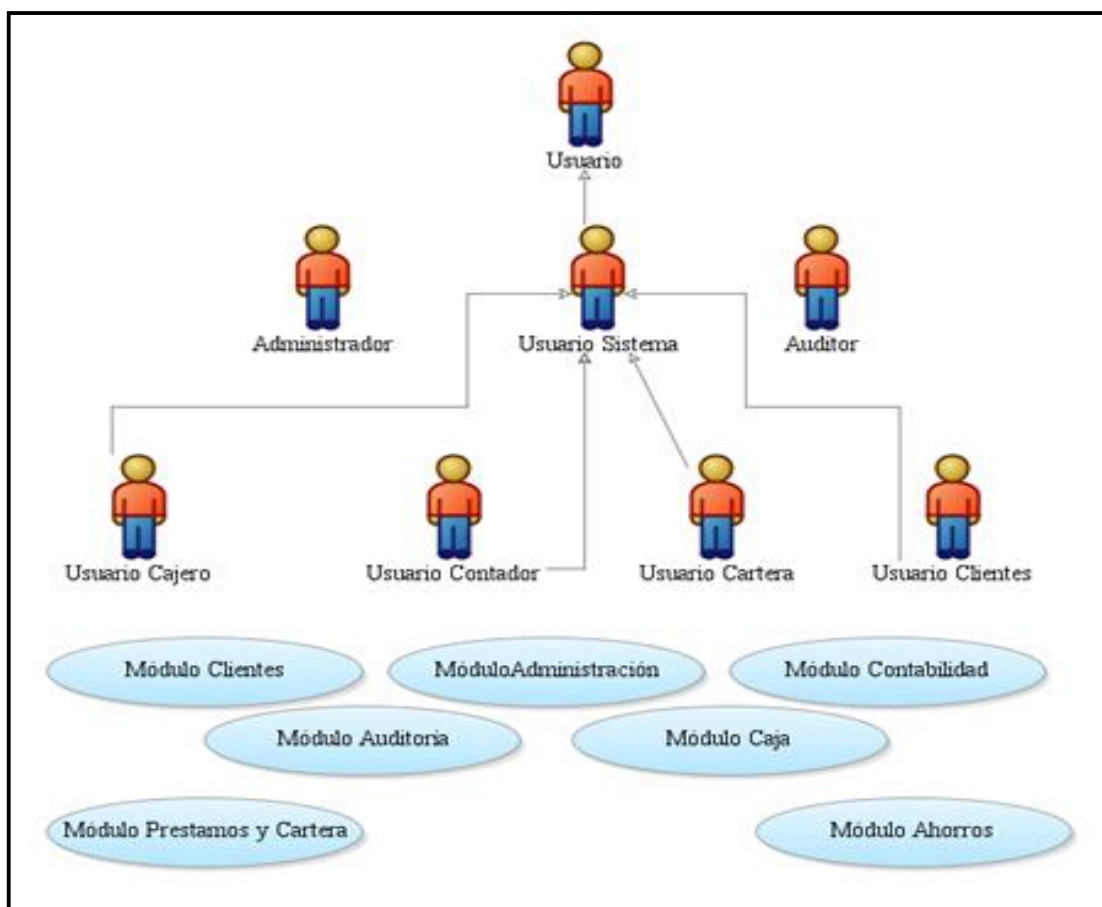 Usuario
Administrador
Usuario Sistema
Auditor
Usuario Cajero
Usuario Contador
Usuario Cartera
Usuario Clientes
Módulo Clientes
MóduloAdministración
Módulo Contabilidad
Módulo Auditoria
Módulo Caja
Módulo Prestamos y Cartera
Módulo Ahorros